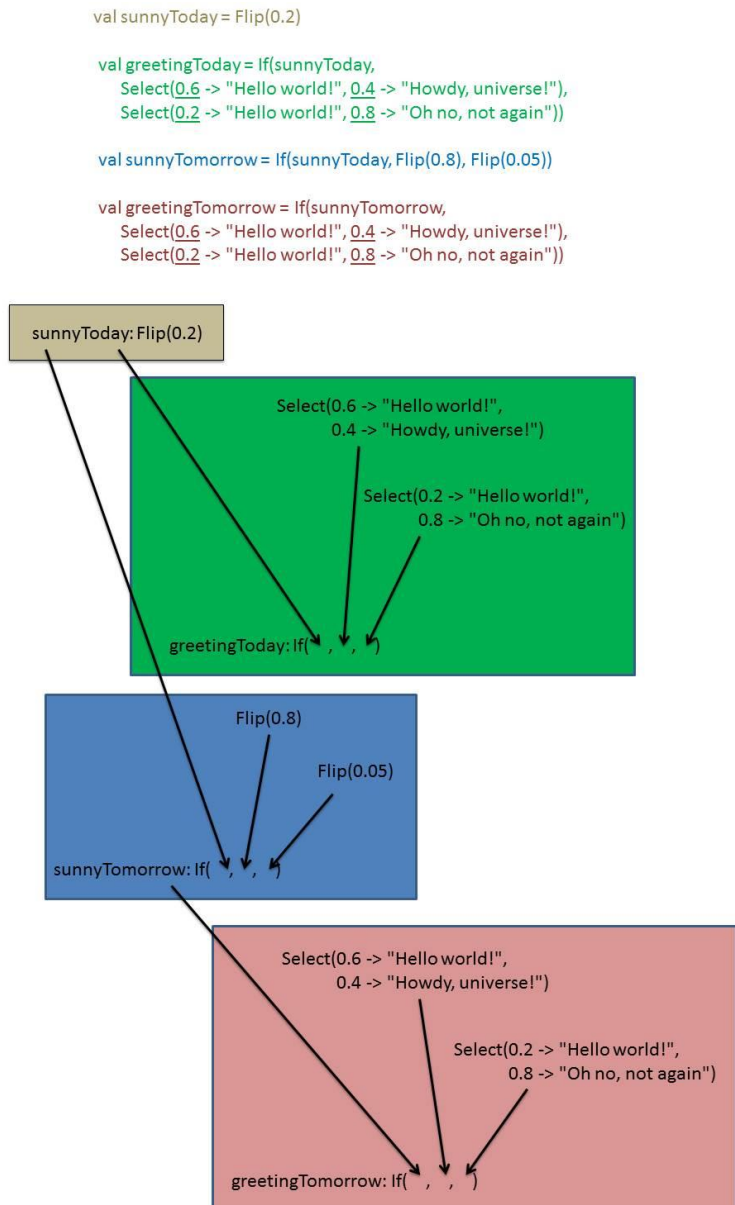 val sunnyToday = Flip(0.2)
val greetingToday = If(sunnyToday,
Select(0.6 -> "Hello world!", 0.4 -> "Howdy, universe!"),
Select(0.2 -> "Hello world!", 0.8 -> "Oh no, not again"))
val sunnyTomorrow = If(sunnyToday, Flip(0.8), Flip(0.05))
val greetingTomorrow = If(sunnyTomorrow,
Select(0.6 -> "Hello world!", 0.4 -> "Howdy, universe!"),
Select(0.2 -> "Hello world!", 0.8 -> "Oh no, not again"))
sunnyToday: Flip(0.2)
Select(0.6 -> "Hello world!",
0.4 -> "Howdy, universe!")
Select(0.2 -> "Hello world!",
0.8 -> "Oh no, not again")
greetingToday: If( , , )
Flip(0.8)
Flip(0.05)
sunnyTomorrow: If( , , )
Select(0.6 -> "Hello world!",
0.4 -> "Howdy, universe!")
Select(0.2 -> "Hello world!",
0.8 -> "Oh no, not again")
greetingTomorrow: If( , , )